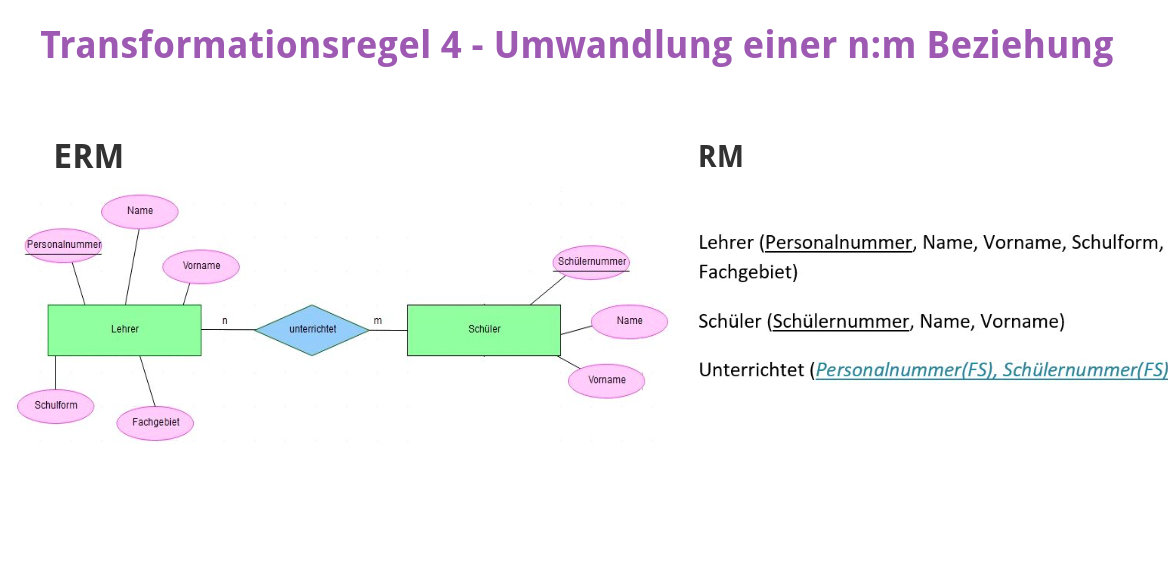 Transformationsregel 4 - Umwandlung einer n:m Beziehung
ERM
RM
Name
Personalnummer
Vorname
Lehrer
n
unterrichtet
m
Schüler
Schülernummer
Name
Vorname
Schulform
Fachgebiet
Lehrer (Personalnummer, Name, Vorname, Schulform,
Fachgebiet)
Schüler (Schülernummer, Name, Vorname)
Unterrichtet (Personalnummer(FS), Schülernummer(FS)